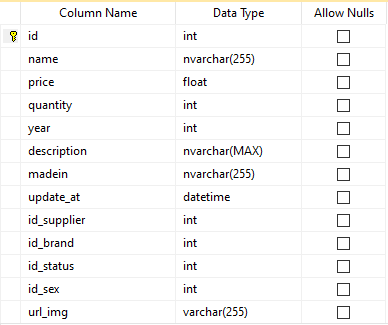 Column Name Data Type Allow Nulls
id int
name nvarchar(255)
price float
quantity int
year int
description nvarchar(MAX)
madein nvarchar(255)
update_at datetime
id_supplier int
id_brand int
id_status int
id_sex int
url_img varchar(255)